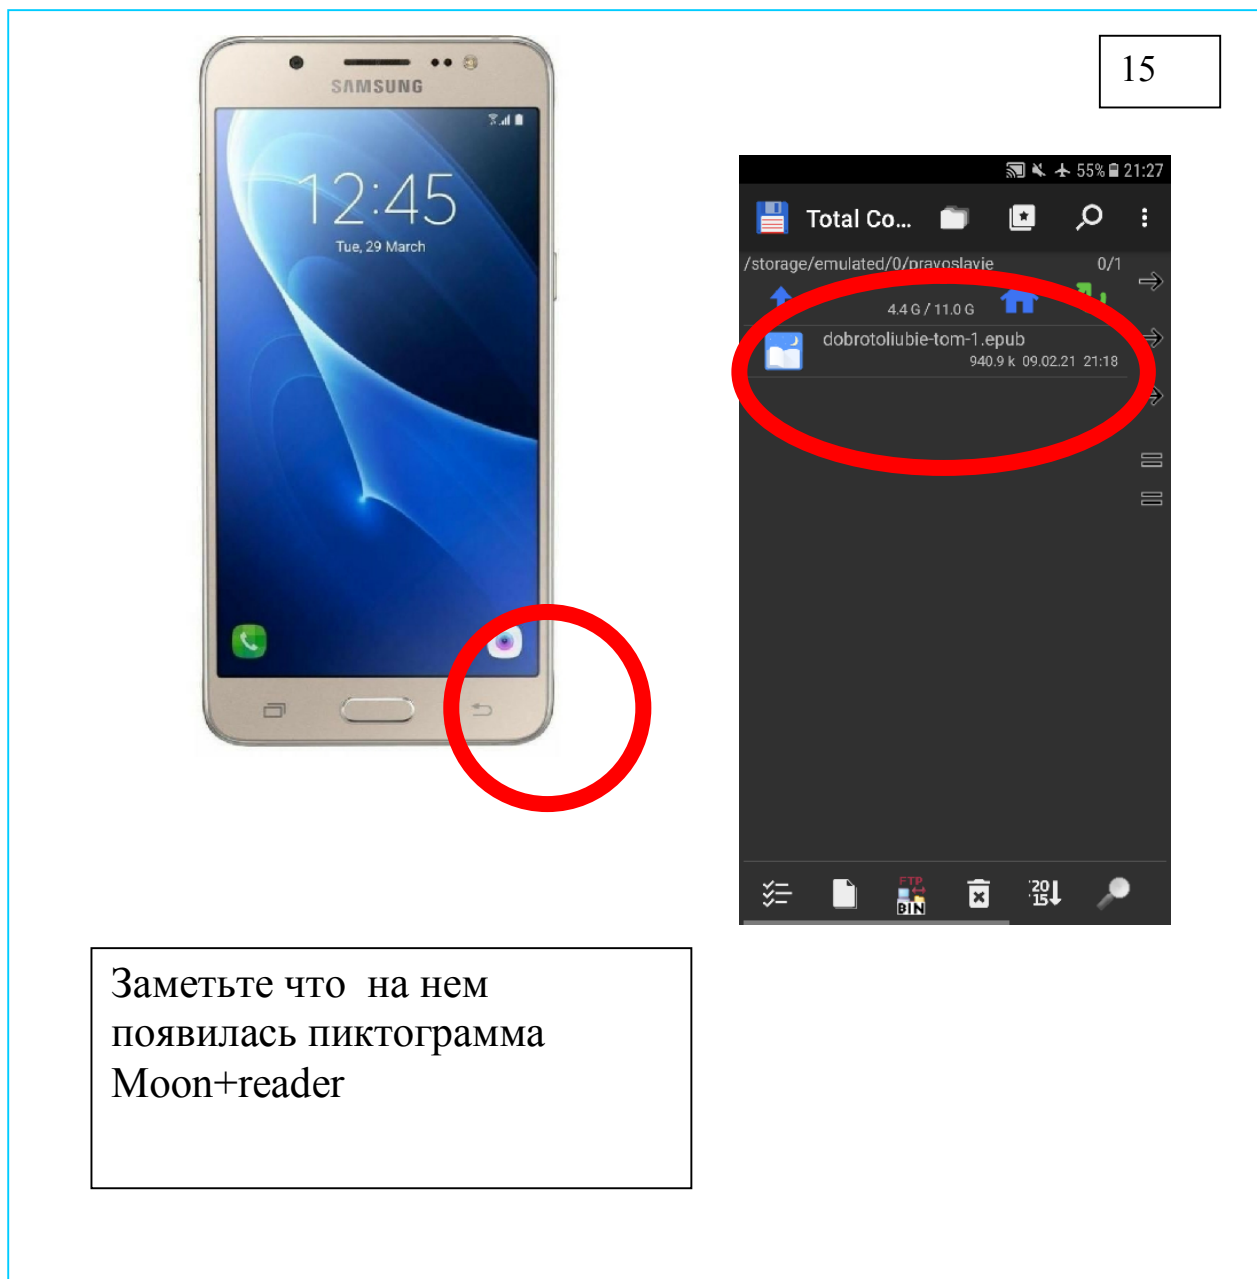 15
SAMSUNG
12:45
Tue, 29 March
55% 21:27
Total Co...
/storage/emulated/0/pravoslavie 0/1
4.4 G / 11.0 G
dobrotoliubie-tom-1.epub
940.9 k 09.02.21 21:18
FTP
BIN
20
15
Заметьте что на нем
появилась пиктограмма
Moon+reader